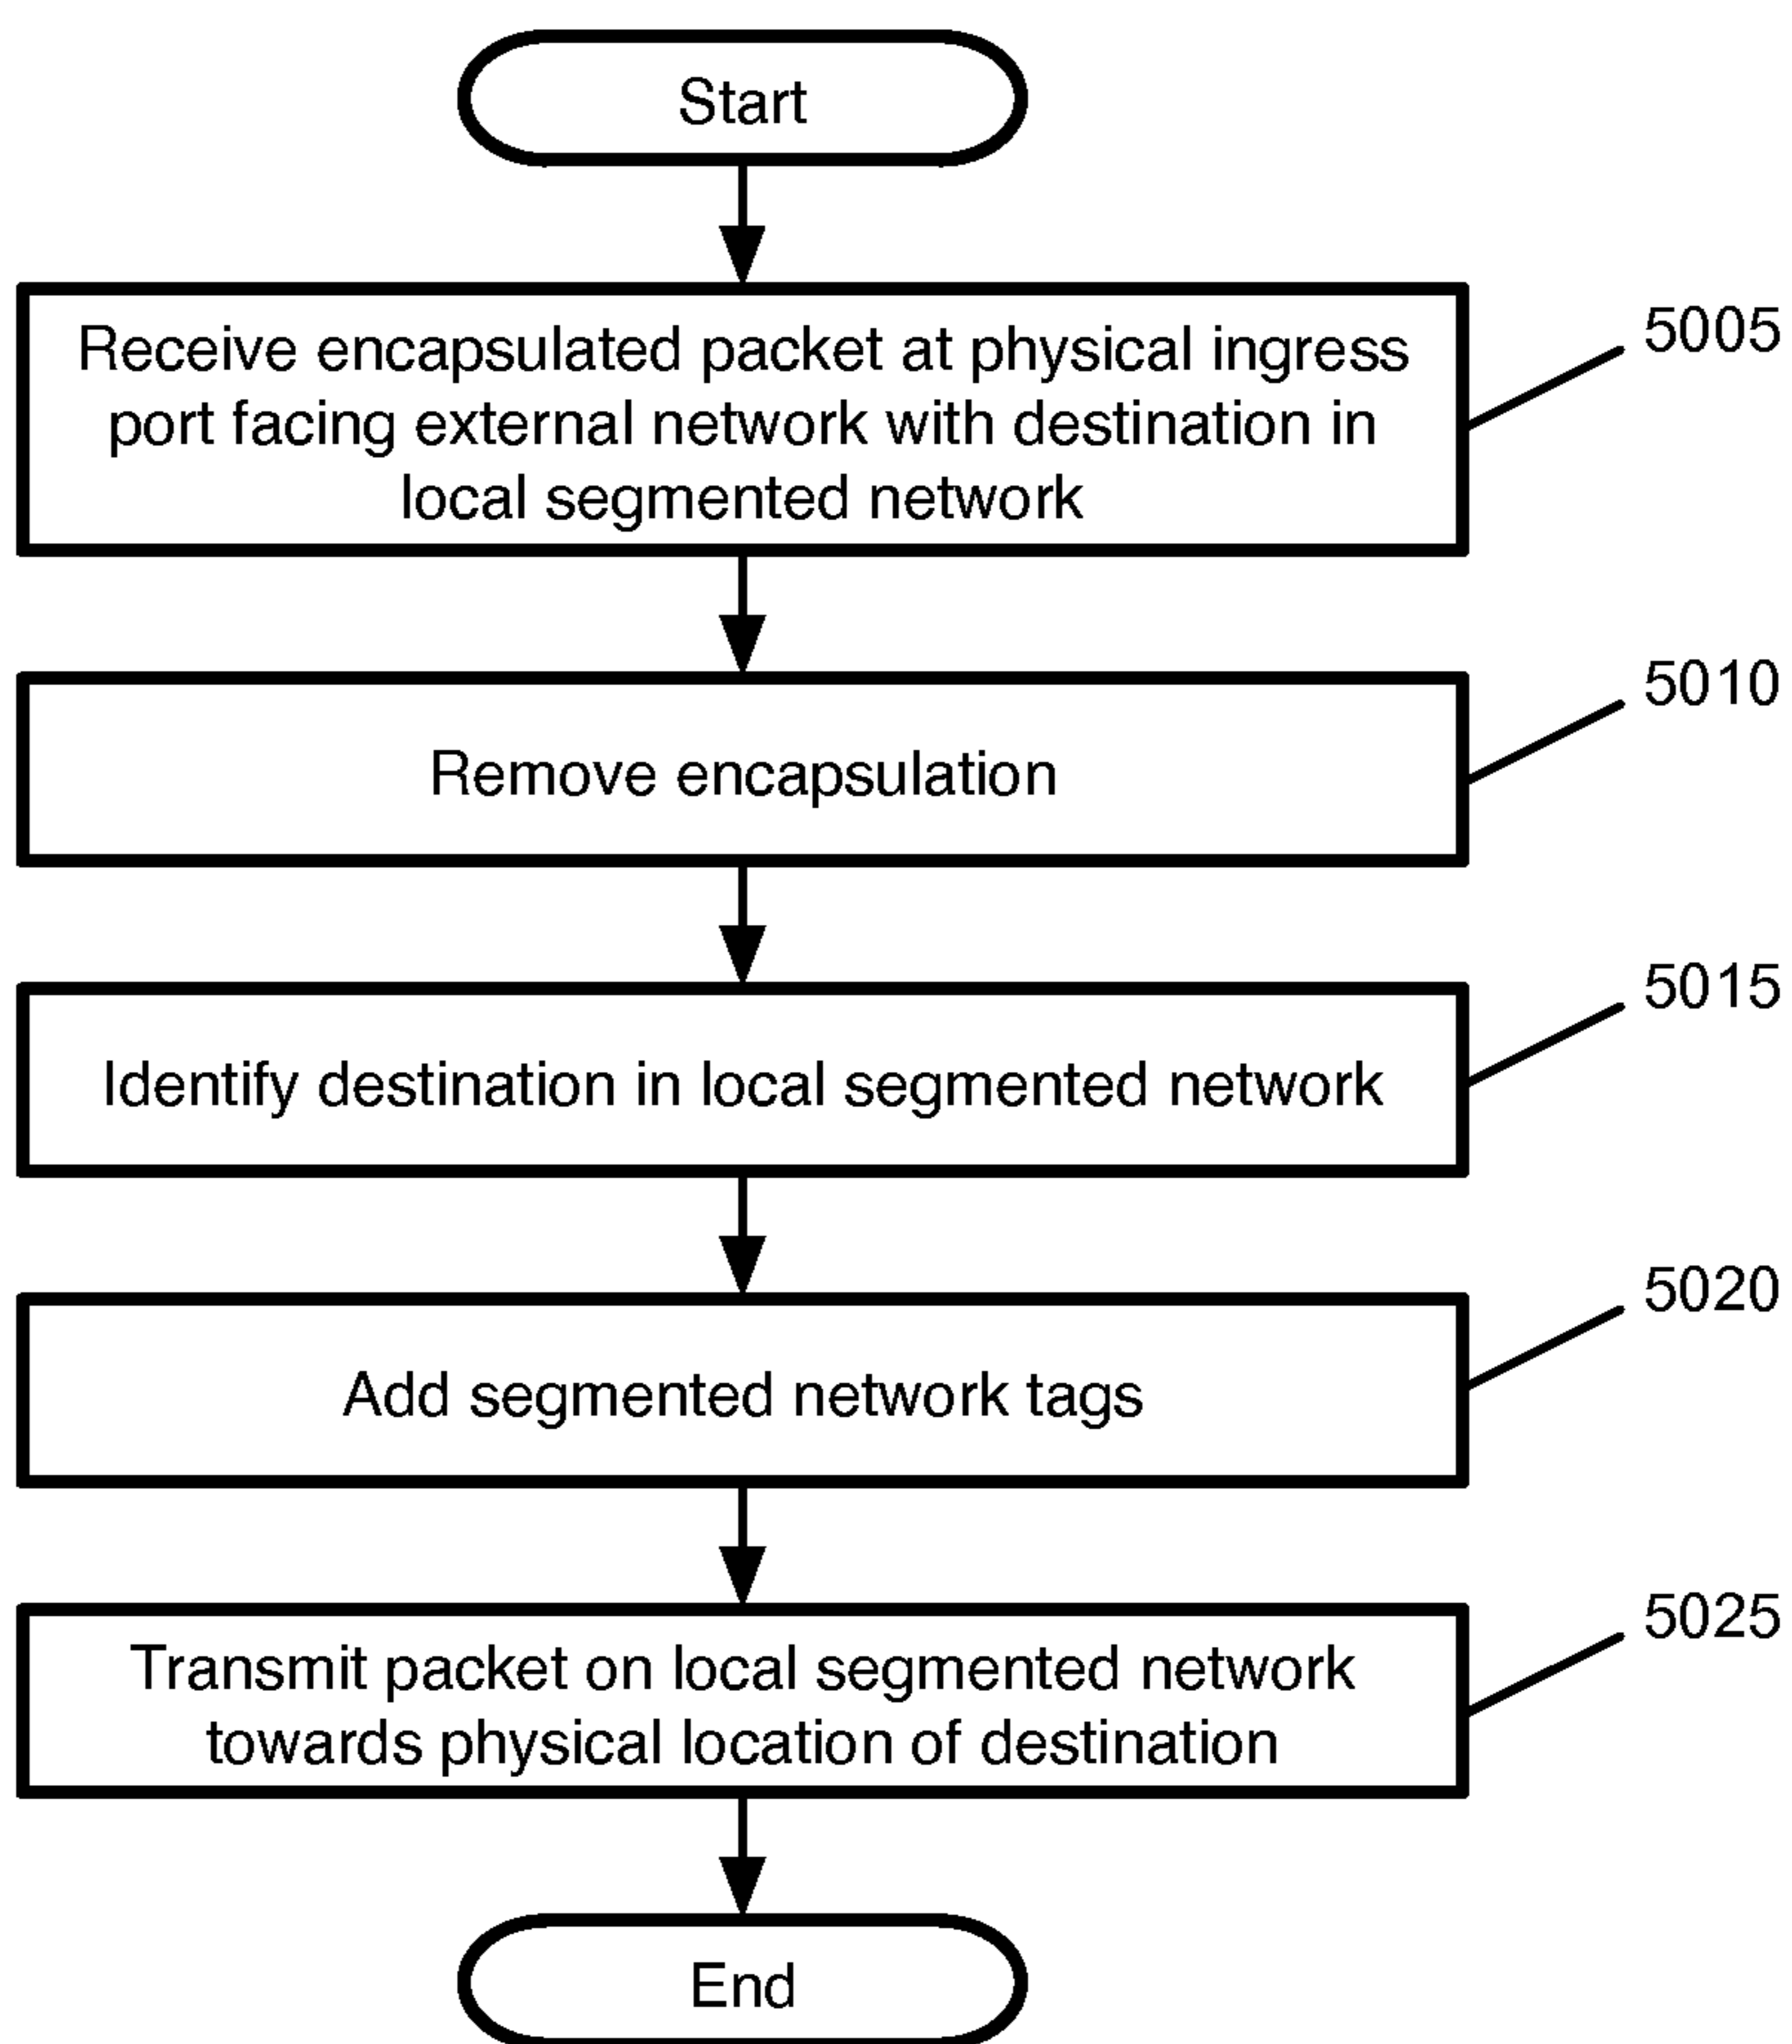 Start
Receive encapsulated packet at physical ingress
port facing external network with destination in
local segmented network
5005
Remove encapsulation
5010
Identify destination in local segmented network
5015
Add segmented network tags
5020
Transmit packet on local segmented network
towards physical location of destination
5025
End